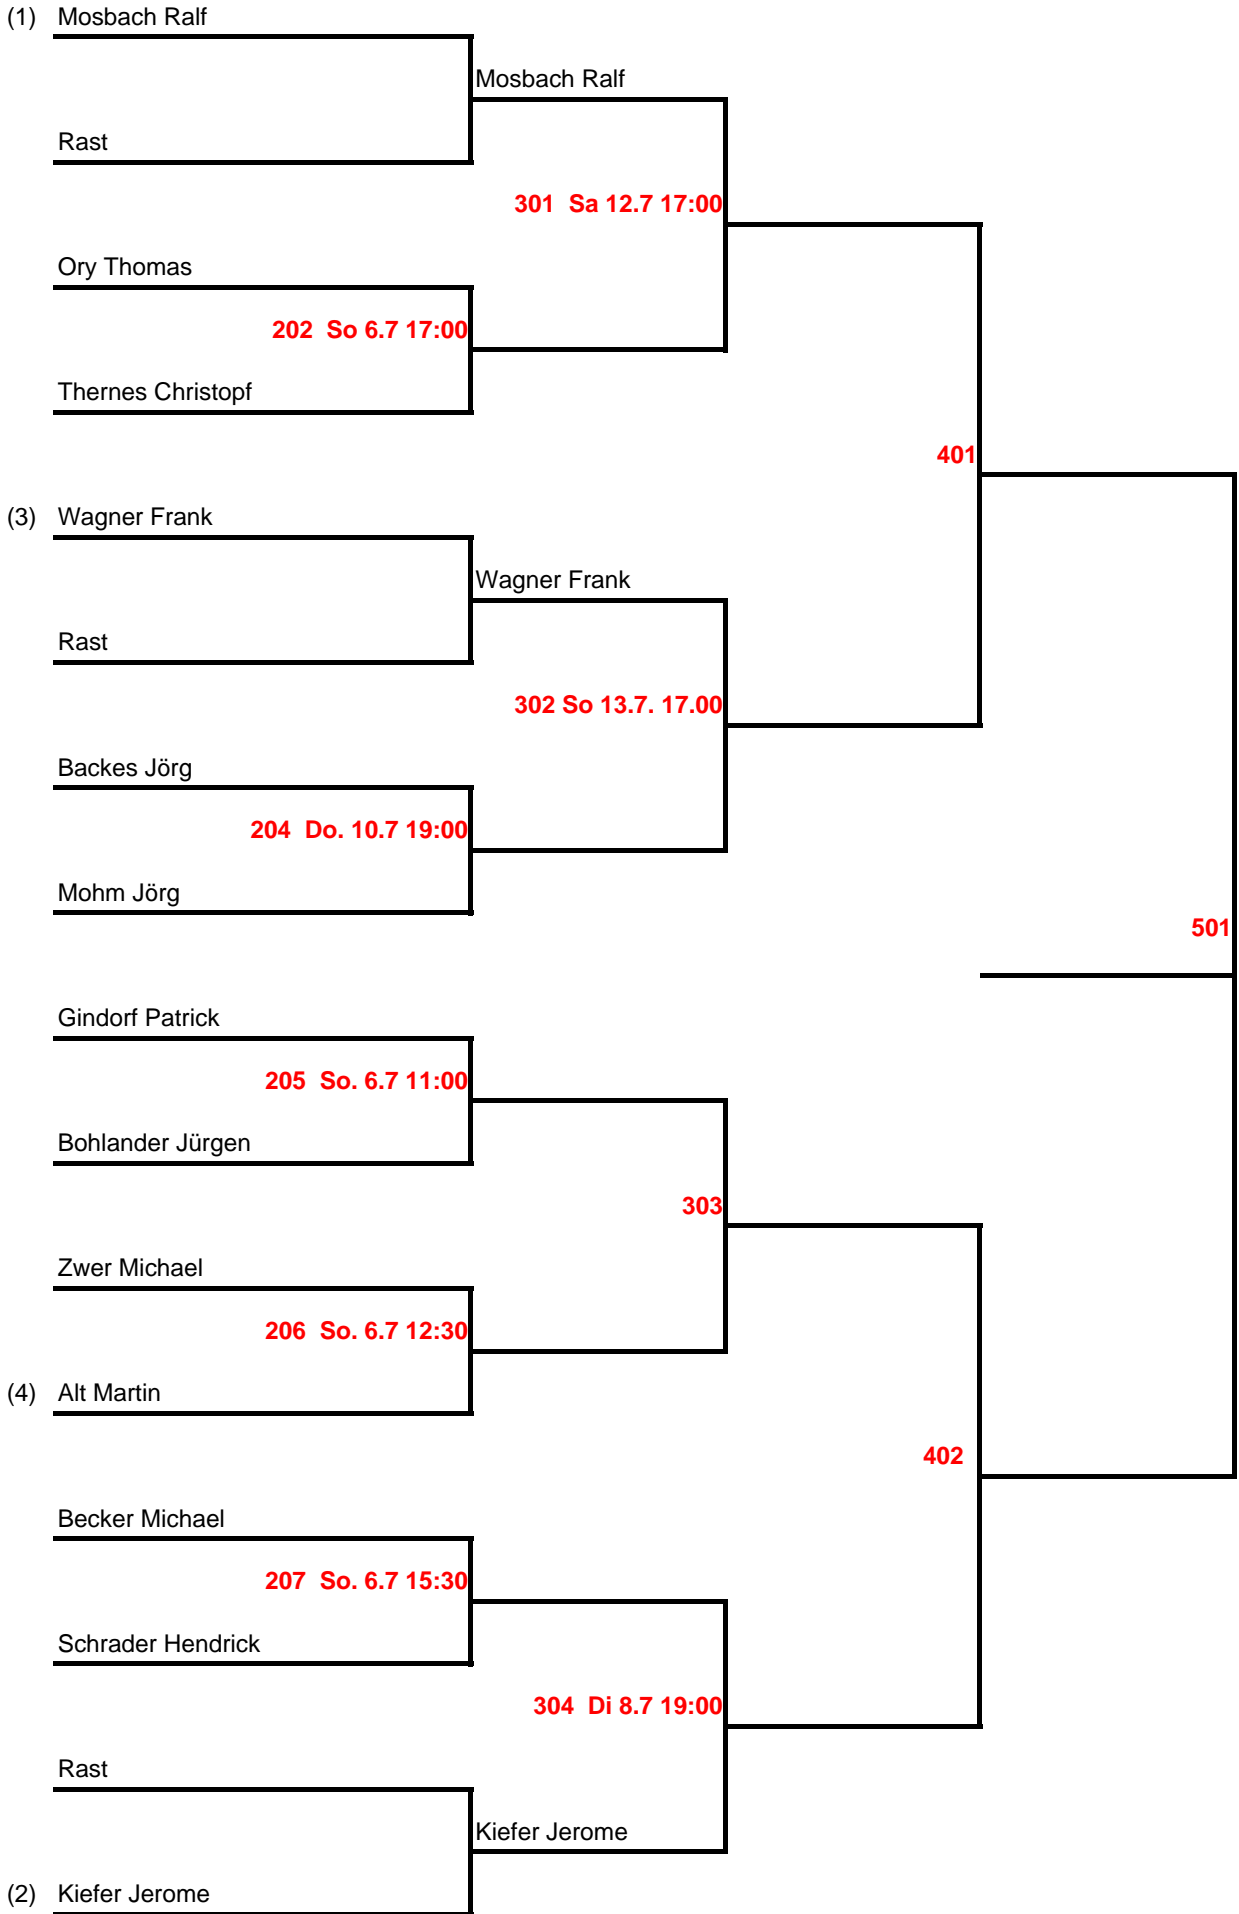 (1) Mosbach Ralf
Mosbach Ralf
Rast
301 Sa 12.7 17:00
Ory Thomas
202 So 6.7 17:00
Thernes Christopf
401
(3) Wagner Frank
Wagner Frank
Rast
302 So 13.7. 17.00
Backes Jörg
204 Do. 10.7 19:00
Mohm Jörg
501
Gindorf Patrick
205 So. 6.7 11:00
Bohlander Jürgen
303
Zwer Michael
206 So. 6.7 12:30
(4) Alt Martin
402
Becker Michael
207 So. 6.7 15:30
Schrader Hendrick
304 Di 8.7 19:00
Rast
Kiefer Jerome
(2) Kiefer Jerome